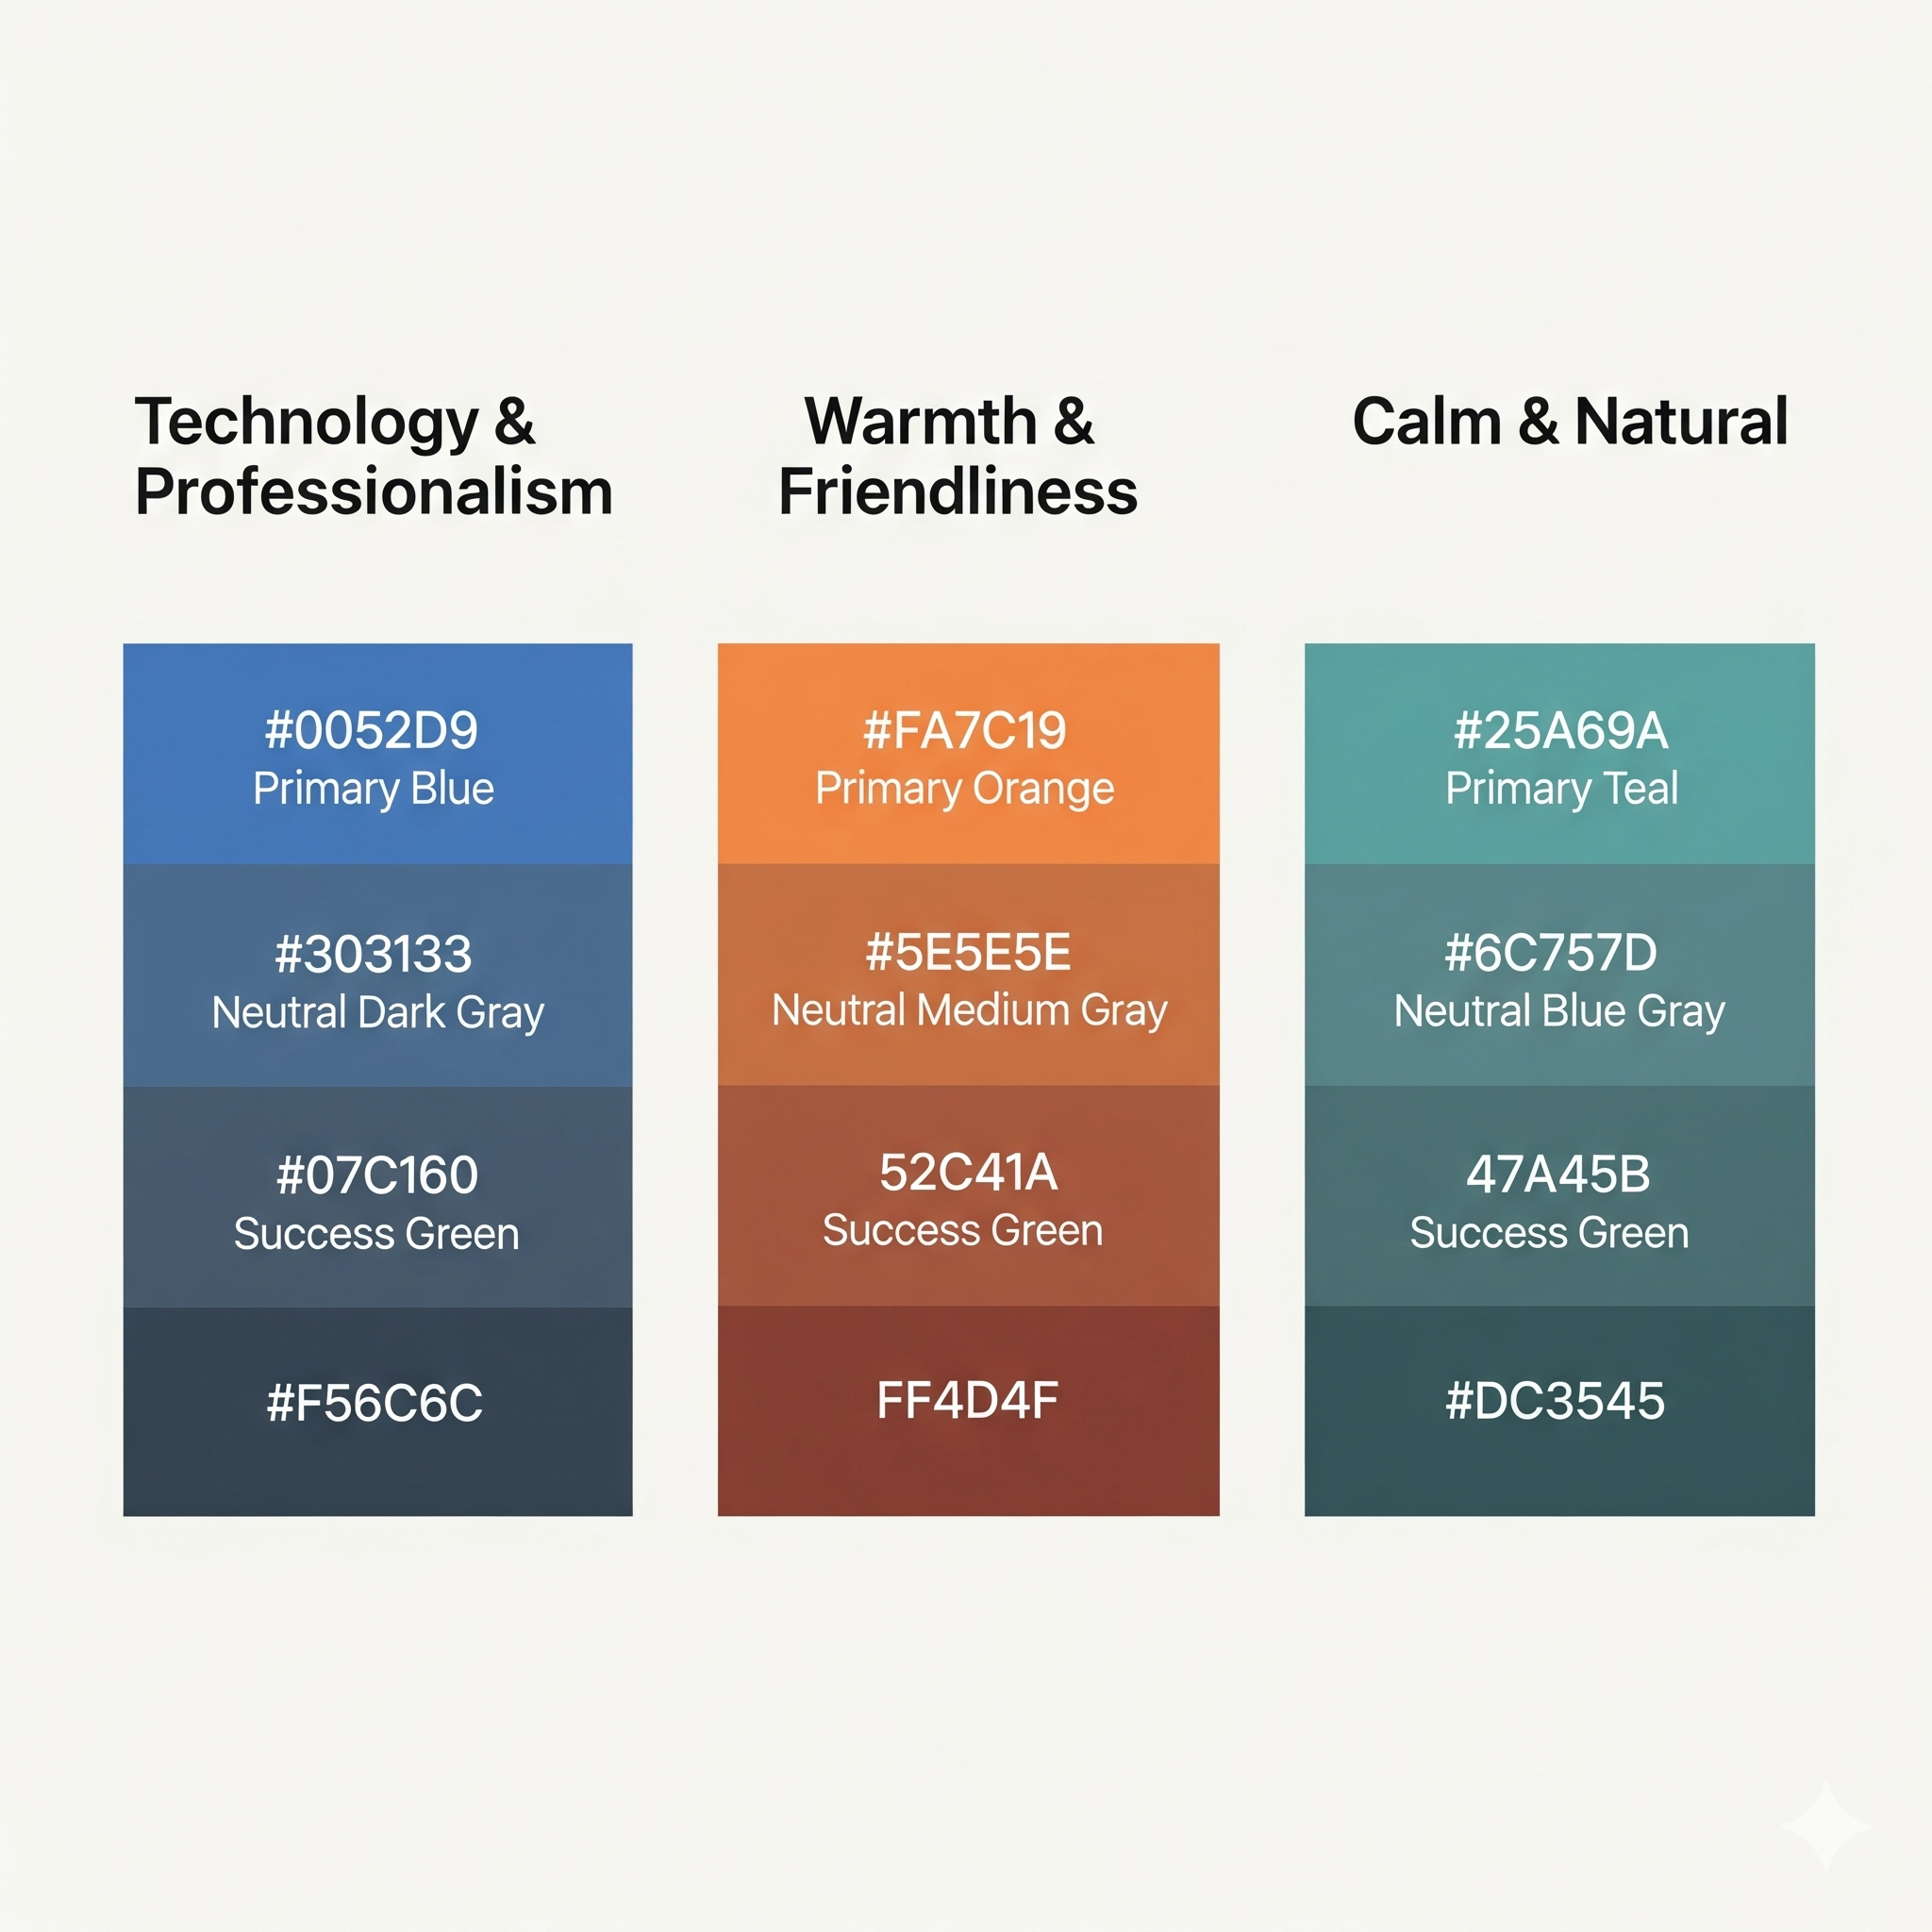 Technology &
Professionalism
#0052D9
Primary Blue
#303133
Neutral Dark Gray
#07C160
Success Green
#F56C6C
Warmth &
Friendliness
#FA7C19
Primary Orange
#5E5E5E
Neutral Medium Gray
52C41A
Success Green
FF4D4F
Calm & Natural
#25A69A
Primary Teal
#6C757D
Neutral Blue Gray
47A45B
Success Green
#DC3545